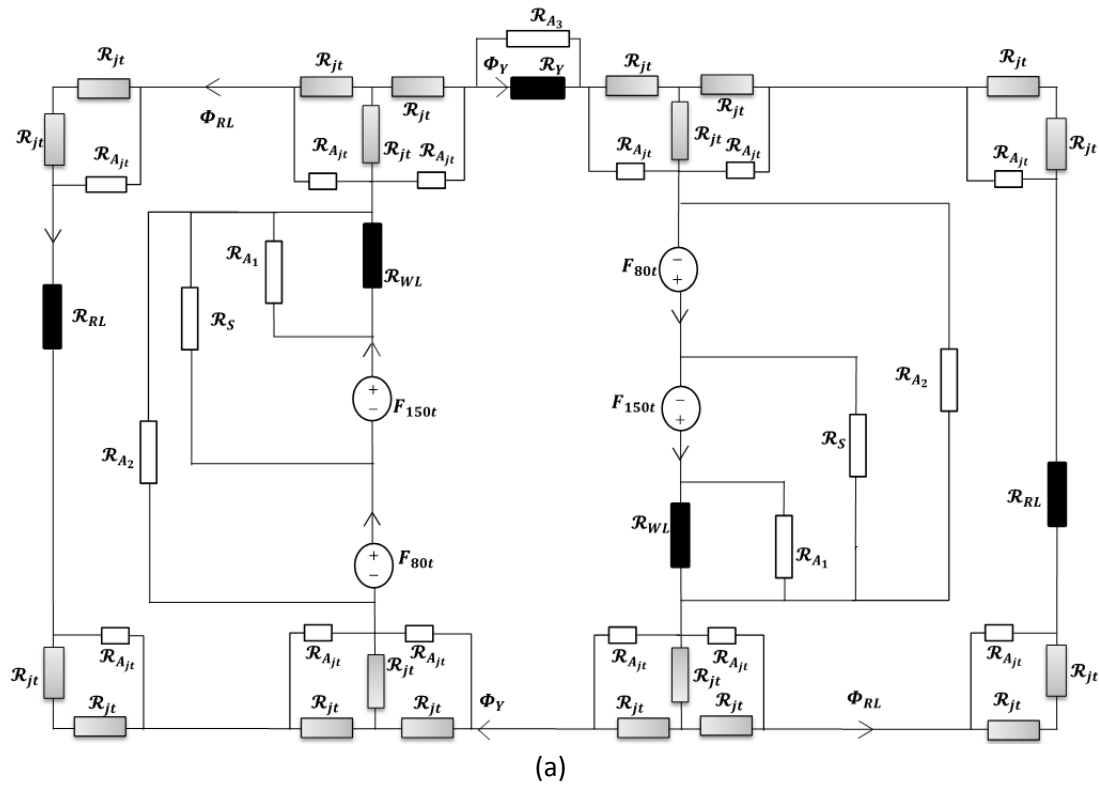 ℛ_{A_3}
ℛ_{jt} ℛ_{jt} ℛ_{jt} Φ_Y ℛ_Y ℛ_{jt} ℛ_{jt} ℛ_{jt}
Φ_{RL}
ℛ_{jt} ℛ_{A_{jt}} ℛ_{A_{jt}} ℛ_{jt} ℛ_{A_{jt}} ℛ_{A_{jt}} ℛ_{jt} ℛ_{A_{jt}} ℛ_{A_{jt}} ℛ_{jt}
ℛ_{A_1} ℛ_{WL} F_{80t}
+
−
−
+
ℛ_{RL} ℛ_S
F_{150t} F_{150t} ℛ_{A_2}
+
−
−
+
ℛ_{A_2} ℛ_S
ℛ_{WL} ℛ_{A_1} ℛ_{RL}
F_{80t}
+
−
ℛ_{A_{jt}} ℛ_{A_{jt}} ℛ_{jt} ℛ_{A_{jt}} ℛ_{A_{jt}} ℛ_{jt} ℛ_{A_{jt}} ℛ_{A_{jt}}
ℛ_{jt} ℛ_{jt} ℛ_{jt} ℛ_{jt} Φ_Y ℛ_{jt} ℛ_{jt} Φ_{RL} ℛ_{jt} ℛ_{jt}
(a)